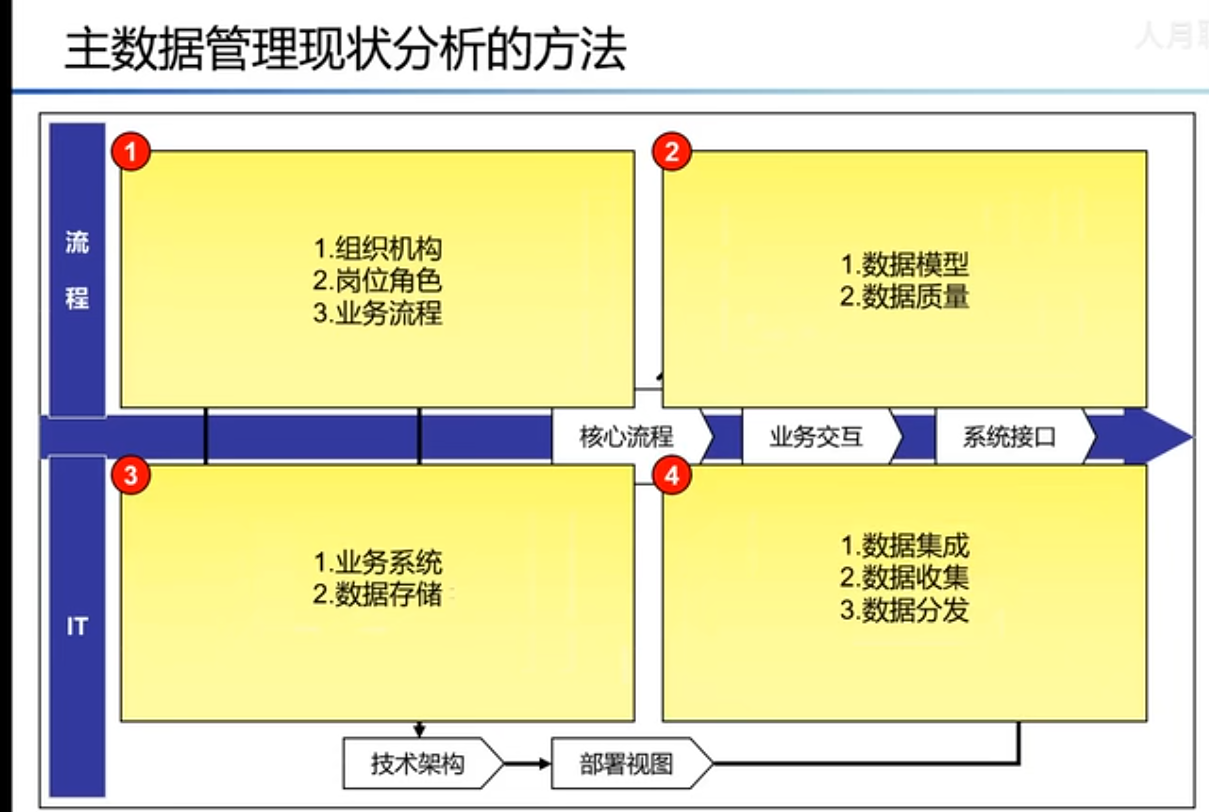 主数据管理现状分析的方法
人月
流
程
1
1.组织机构
2.岗位角色
3.业务流程
2
1.数据模型
2.数据质量
核心流程
业务交互
系统接口
IT
3
1.业务系统
2.数据存储
4
1.数据集成
2.数据收集
3.数据分发
技术架构
部署视图